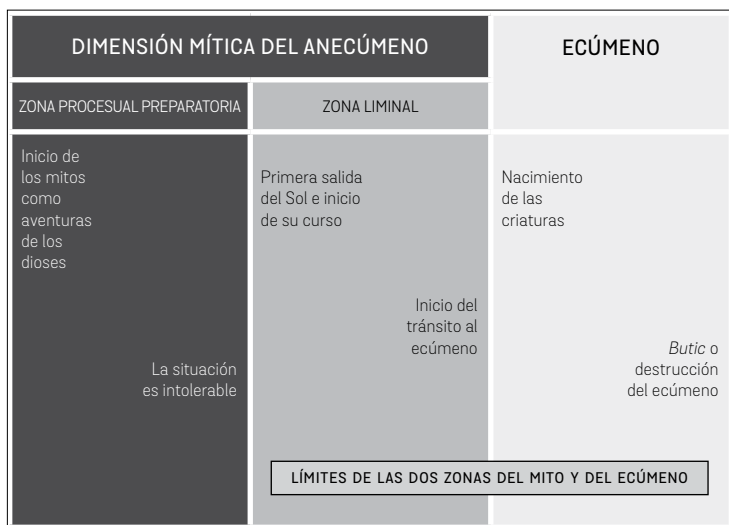 DIMENSIÓN MÍTICA DEL ANECÚMENO
ECÚMENO
ZONA PROCESUAL PREPARATORIA
ZONA LIMINAL
Inicio de
los mitos
como
aventuras
de los
dioses
La situación
es intolerable
Primera salida
del Sol e inicio
de su curso
Inicio del
tránsito al
ecúmeno
Nacimiento
de las
criaturas
Butic o
destrucción
del ecúmeno
LÍMITES DE LAS DOS ZONAS DEL MITO Y DEL ECÚMENO